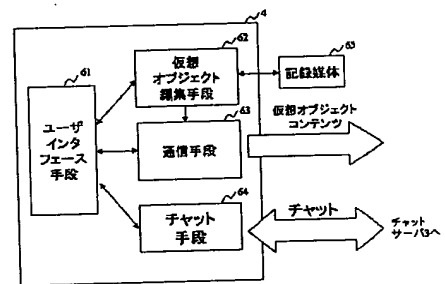 4
62
仮想
オブジェクト
編集手段
65
記録媒体
61
ユーザ
インタ
フェース
手段
63
通信手段
仮想オブジェクト
コンテンツ
64
チャット
手段
チャット
チャット
サーバ3へ